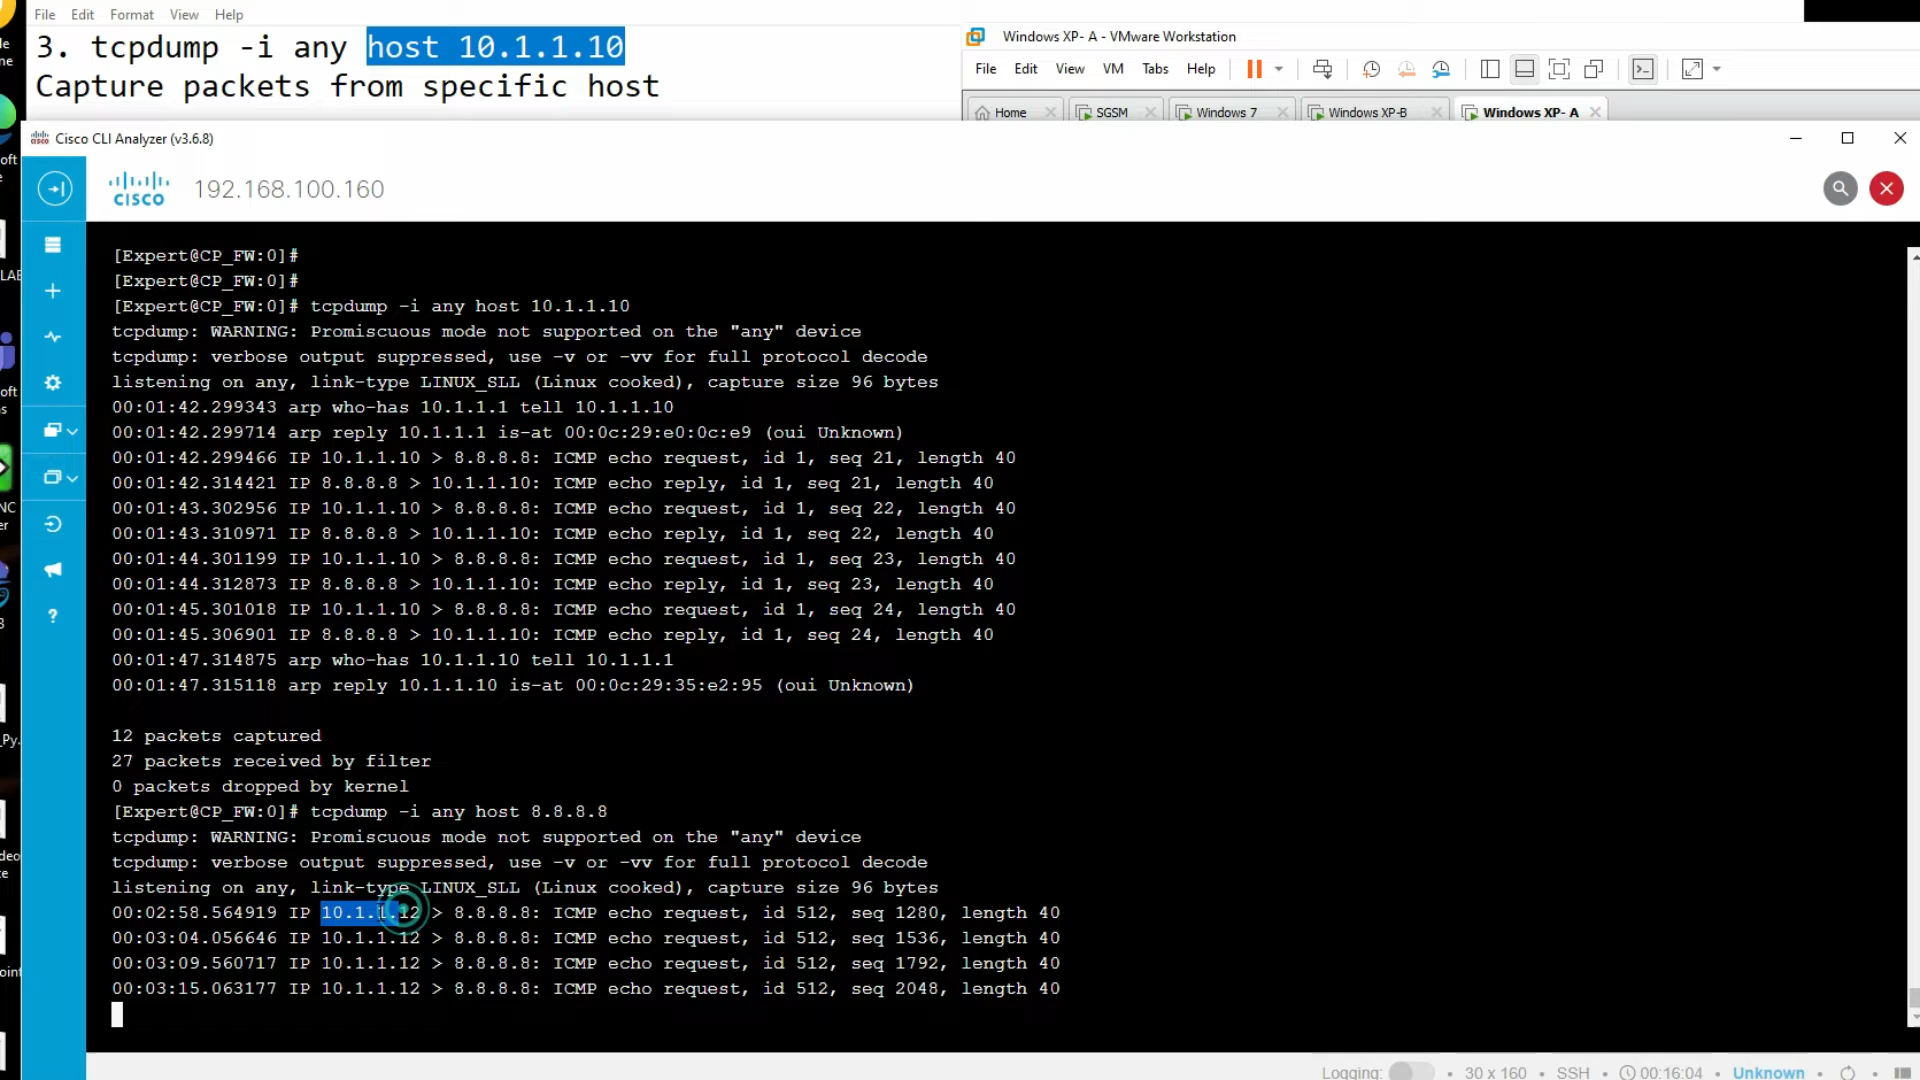 File Edit Format View Help
3. tcpdump -i any host 10.1.1.10
Capture packets from specific host
Windows XP- A - VMware Workstation
File Edit View VM Tabs Help
Home SGSM Windows 7 Windows XP-B Windows XP- A
Cisco CLI Analyzer (v3.6.8)
CISCO 192.168.100.160
[Expert@CP_FW:0]#
[Expert@CP_FW:0]#
[Expert@CP_FW:0]# tcpdump -i any host 10.1.1.10
tcpdump: WARNING: Promiscuous mode not supported on the "any" device
tcpdump: verbose output suppressed, use -v or -vv for full protocol decode
listening on any, link-type LINUX_SLL (Linux cooked), capture size 96 bytes
00:01:42.299343 arp who-has 10.1.1.1 tell 10.1.1.10
00:01:42.299714 arp reply 10.1.1.1 is-at 00:0c:29:e0:0c:e9 (oui Unknown)
00:01:42.299466 IP 10.1.1.10 > 8.8.8.8: ICMP echo request, id 1, seq 21, length 40
00:01:42.314421 IP 8.8.8.8 > 10.1.1.10: ICMP echo reply, id 1, seq 21, length 40
00:01:43.302956 IP 10.1.1.10 > 8.8.8.8: ICMP echo request, id 1, seq 22, length 40
00:01:43.310971 IP 8.8.8.8 > 10.1.1.10: ICMP echo reply, id 1, seq 22, length 40
00:01:44.301199 IP 10.1.1.10 > 8.8.8.8: ICMP echo request, id 1, seq 23, length 40
00:01:44.312873 IP 8.8.8.8 > 10.1.1.10: ICMP echo reply, id 1, seq 23, length 40
00:01:45.301018 IP 10.1.1.10 > 8.8.8.8: ICMP echo request, id 1, seq 24, length 40
00:01:45.306901 IP 8.8.8.8 > 10.1.1.10: ICMP echo reply, id 1, seq 24, length 40
00:01:47.314875 arp who-has 10.1.1.10 tell 10.1.1.1
00:01:47.315118 arp reply 10.1.1.10 is-at 00:0c:29:35:e2:95 (oui Unknown)
12 packets captured
27 packets received by filter
0 packets dropped by kernel
[Expert@CP_FW:0]# tcpdump -i any host 8.8.8.8
tcpdump: WARNING: Promiscuous mode not supported on the "any" device
tcpdump: verbose output suppressed, use -v or -vv for full protocol decode
listening on any, link-type LINUX_SLL (Linux cooked), capture size 96 bytes
00:02:58.564919 IP 10.1.1.12 > 8.8.8.8: ICMP echo request, id 512, seq 1280, length 40
00:03:04.056646 IP 10.1.1.12 > 8.8.8.8: ICMP echo request, id 512, seq 1536, length 40
00:03:09.560717 IP 10.1.1.12 > 8.8.8.8: ICMP echo request, id 512, seq 1792, length 40
00:03:15.063177 IP 10.1.1.12 > 8.8.8.8: ICMP echo request, id 512, seq 2048, length 40
Logging: • 30 x 160 • SSH • 00:16:04 • Unknown